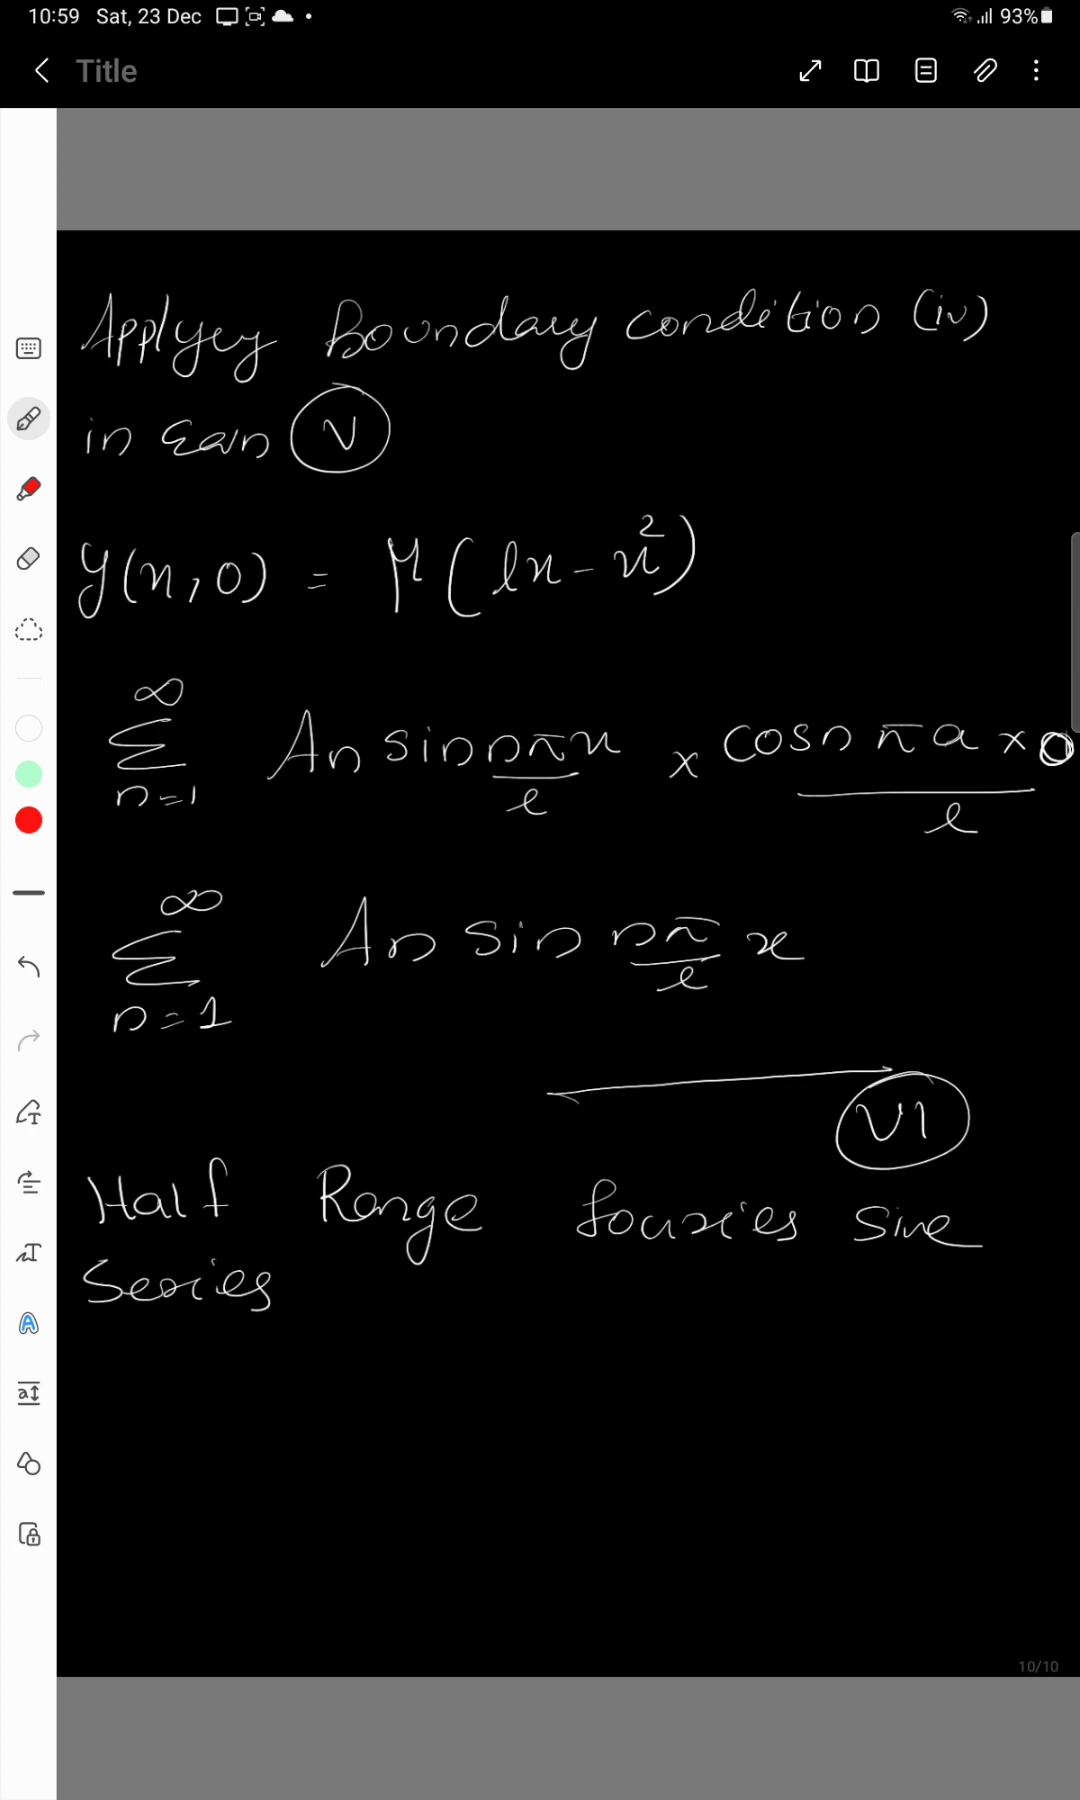 10:59 Sat, 23 Dec 93%
Title
Applyey Boundary condition (iv)
in Eqn (V)
y(x,0) = μ(lx - x²)
∞
Σ An sin nπx/l × cos nπa×0/l
n=1
∞
Σ An sin nπ/l x
n=1
VI
Half Range fouries sine
series
10/10